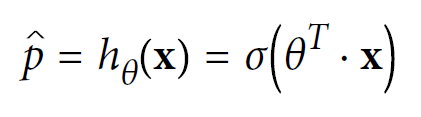 p̂ = h_θ(𝐱) = σ(θ^T · 𝐱)